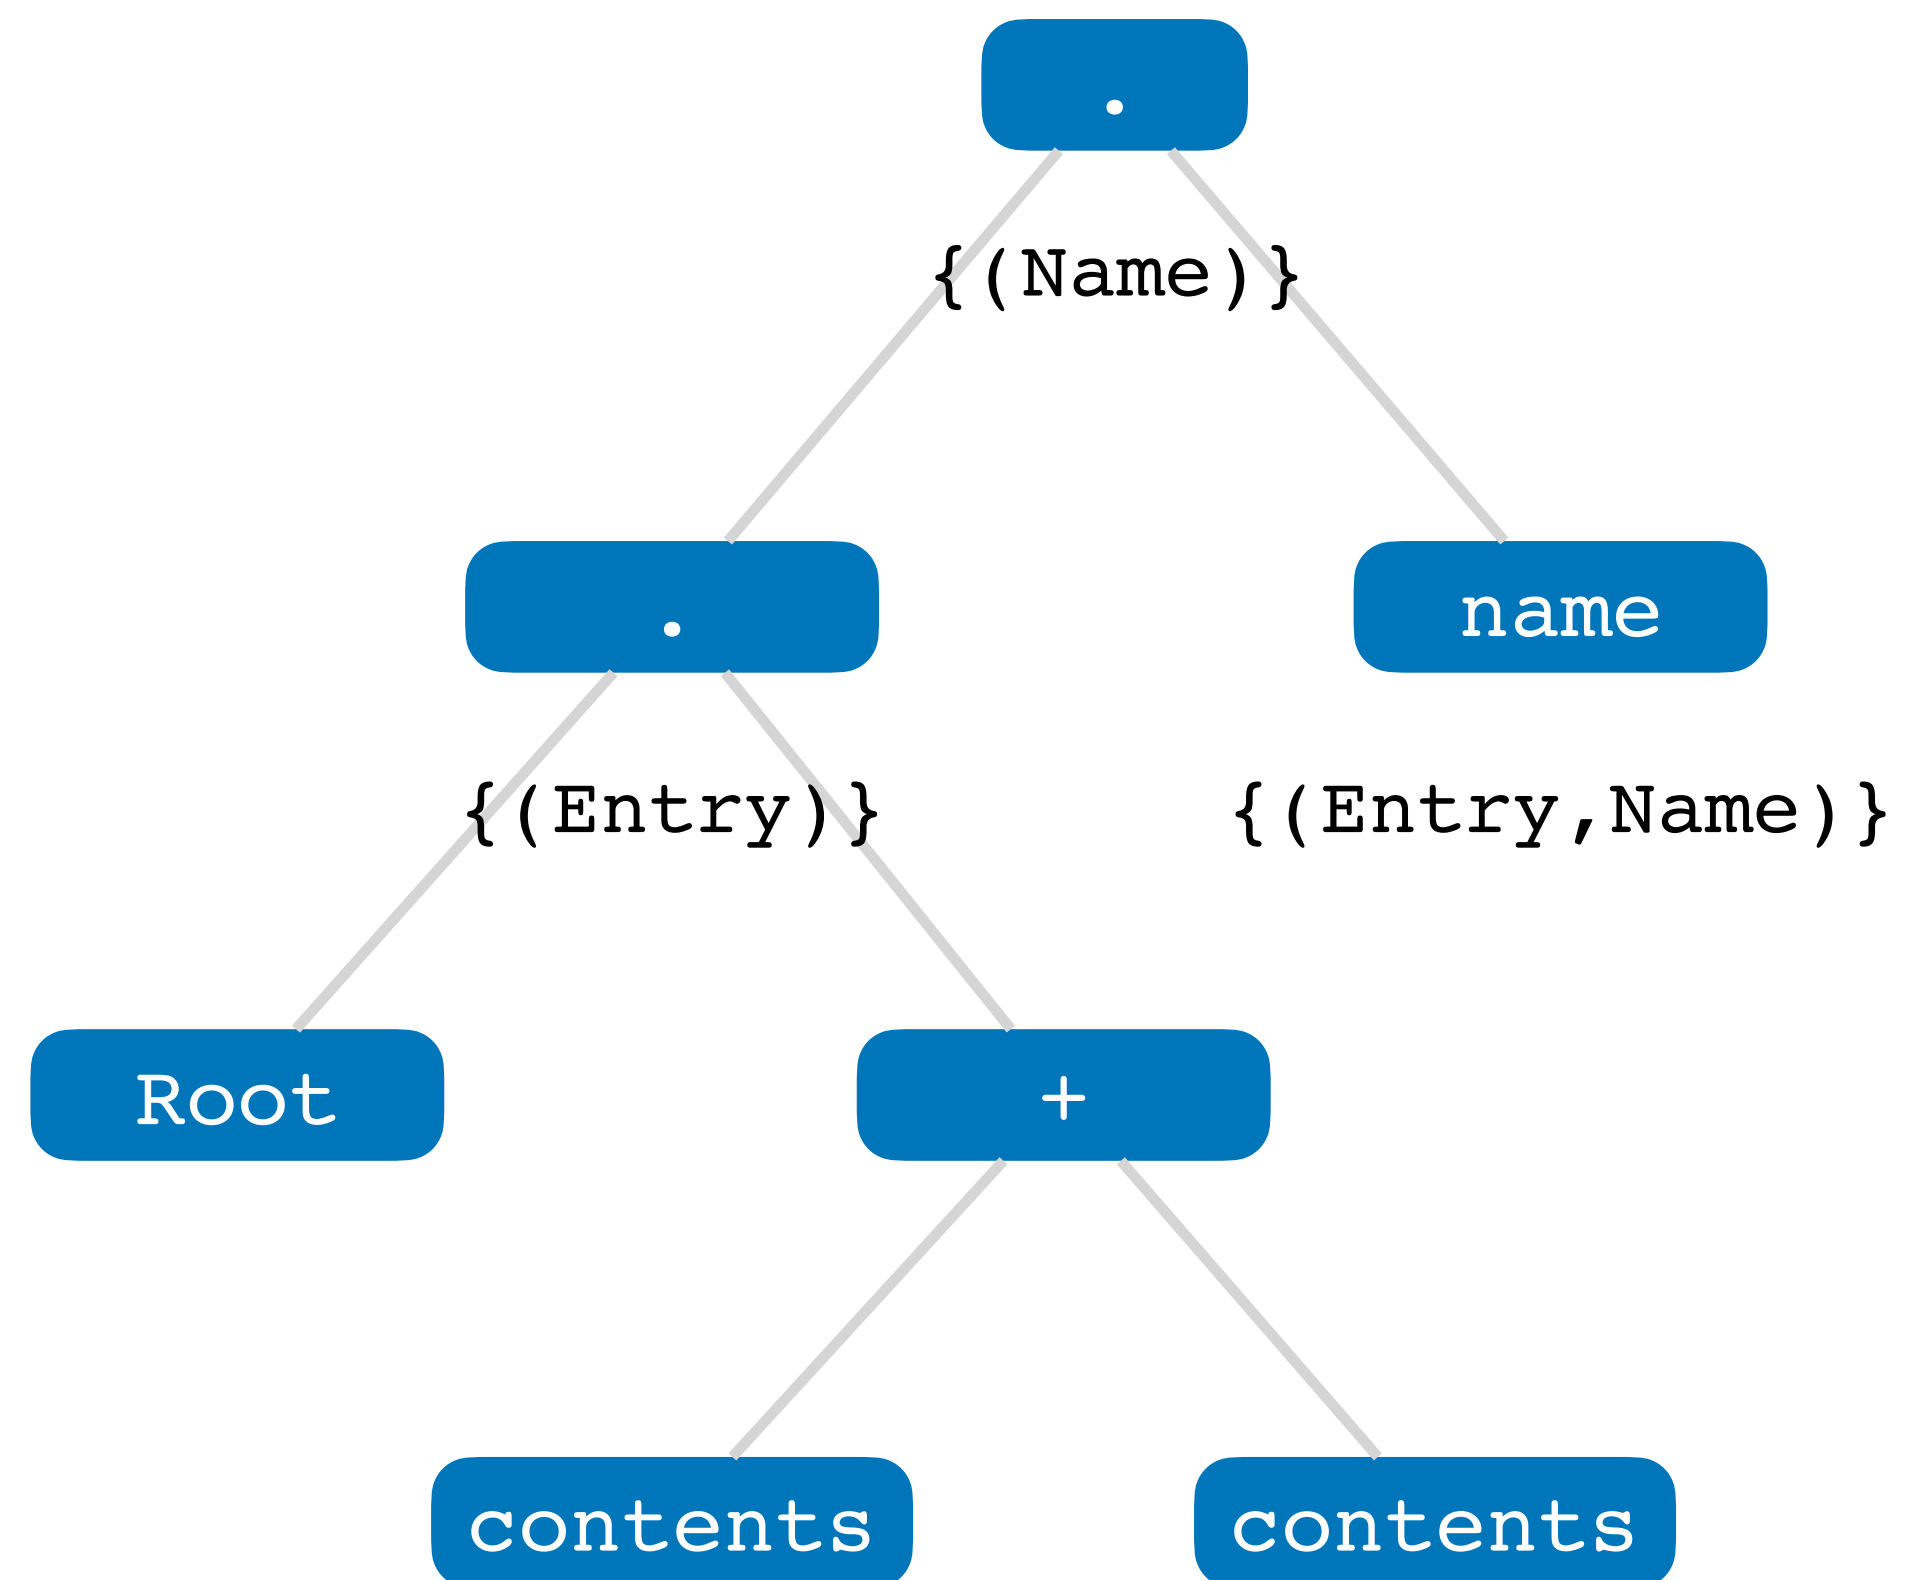 .
{(Name)}
.
name
{(Entry)}
{(Entry,Name)}
Root
+
contents
contents